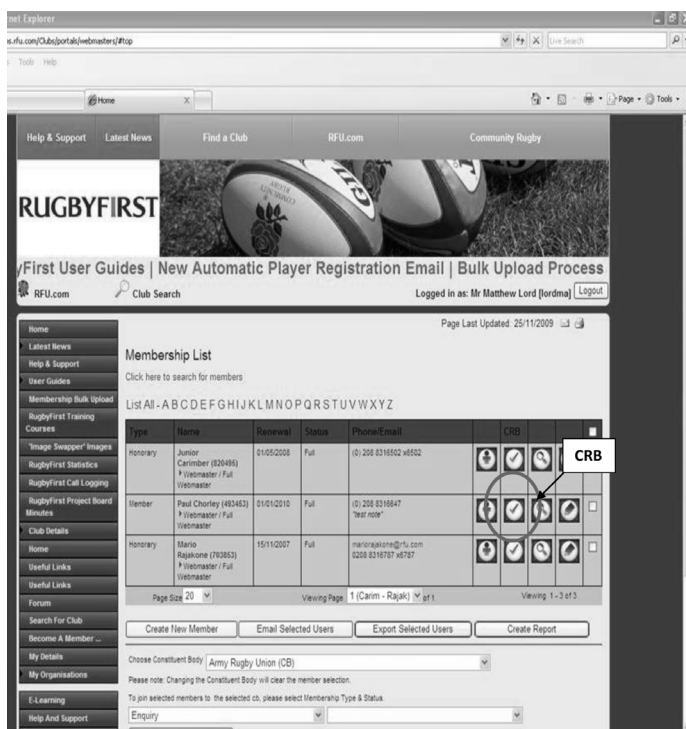 net Explorer
os.rfu.com/Clubs/portals/webmasters/#top
Live Search
Tools Help
Home
Page Tools
Help & Support Latest News Find a Club RFU.com Community Rugby
RUGBYFIRST
yFirst User Guides | New Automatic Player Registration Email | Bulk Upload Process
RFU.com Club Search Logged in as: Mr Matthew Lord [lordma] Logout
Page Last Updated 25/11/2009
Home
Latest News
Help & Support
User Guides
Membership Bulk Upload
RugbyFirst Training Courses
'Image Swapper' Images
RugbyFirst Statistics
RugbyFirst Call Logging
RugbyFirst Project Board Minutes
Club Details
Home
Useful Links
Useful Links
Forum
Search For Club
Become A Member ...
My Details
My Organisations
E-Learning
Help And Support
Membership List
Click here to search for members
List All - A B C D E F G H I J K L M N O P Q R S T U V W X Y Z
Type Name Renewal Status Phone/Email CRB
Honorary Junior Carimber (820495) 01/05/2008 Full (0) 208 8316502 x6502
Webmaster / Full Webmaster
CRB
Member Paul Chorley (493453) 01/01/2010 Full (0) 208 8316847
Webmaster / Full Webmaster "test note"
Honorary Mario Rajakone (703853) 15/11/2007 Full mariorajakone@rfu.com
Webmaster / Full Webmaster 0208 8316787 x6787
Page Size 20 Viewing Page 1 (Carim - Rajak) of 1 Viewing 1 - 3 of 3
Create New Member Email Selected Users Export Selected Users Create Report
Choose Constituent Body Army Rugby Union (CB)
Please note: Changing the Constituent Body will clear the member selection.
To join selected members to the selected cb, please select Membership Type & Status.
Enquiry